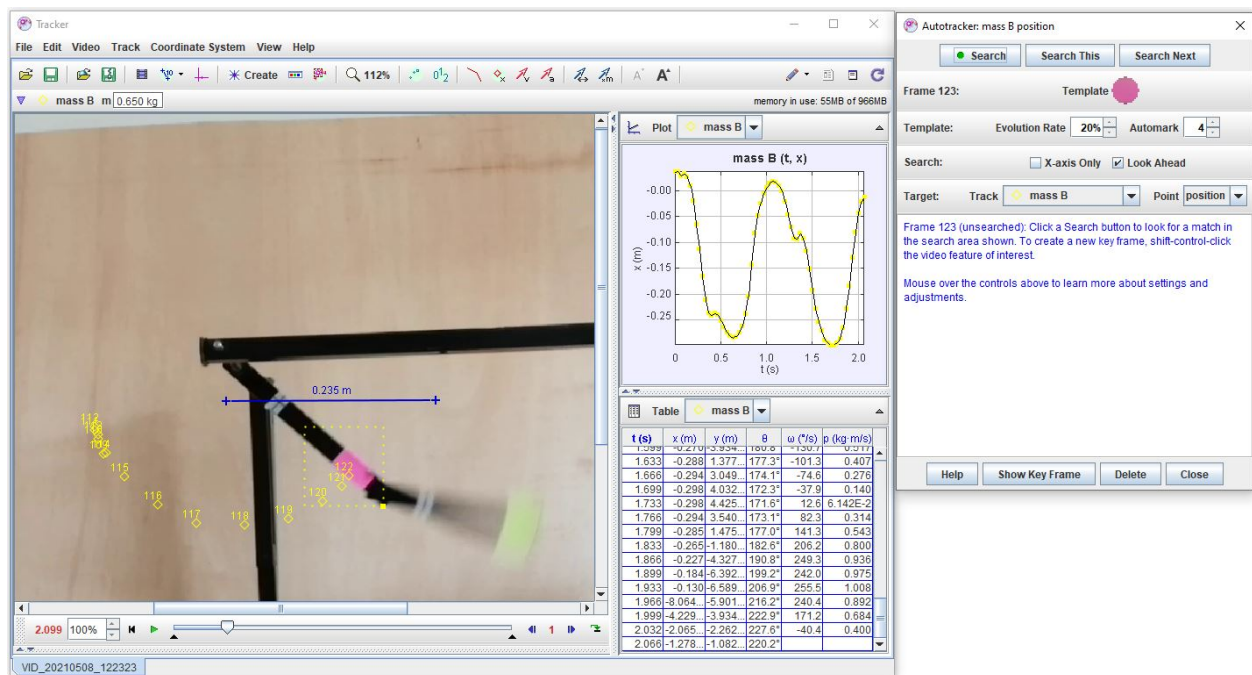 Tracker
File Edit Video Track Coordinate System View Help
Create 112%
mass B m 0.650 kg memory in use: 55MB of 966MB
0.235 m
112
114
115
116
117
118
119
120
121
122
Plot mass B
mass B (t, x)
-0.00
-0.05
-0.10
-0.15
-0.20
-0.25
x (m)
0 0.5 1.0 1.5 2.0
t (s)
Table mass B
t (s) x (m) y (m) θ ω (°/s) p (kg·m/s)
1.599 -0.270 -3.934... 180.8° -130.7 0.517
1.633 -0.288 1.377... 177.3° -101.3 0.407
1.666 -0.294 3.049... 174.1° -74.6 0.276
1.699 -0.298 4.032... 172.3° -37.9 0.140
1.733 -0.298 4.425... 171.6° 12.6 6.142E-2
1.766 -0.294 3.540... 173.1° 82.3 0.314
1.799 -0.285 1.475... 177.0° 141.3 0.543
1.833 -0.265 -1.180... 182.6° 206.2 0.800
1.866 -0.227 -4.327... 190.8° 249.3 0.936
1.899 -0.184 -6.392... 199.2° 242.0 0.975
1.933 -0.130 -6.589... 206.9° 255.5 1.008
1.966 -8.064... -5.901... 216.2° 240.4 0.892
1.999 -4.229... -3.934... 222.9° 171.2 0.684
2.032 -2.065... -2.262... 227.6° -40.4 0.400
2.066 -1.278... -1.082... 220.2°
2.099 100% 1
VID_20210508_122323
Autotracker: mass B position
Search Search This Search Next
Frame 123: Template
Template: Evolution Rate 20% Automark 4
Search: X-axis Only Look Ahead
Target: Track mass B Point position
Frame 123 (unsearched): Click a Search button to look for a match in
the search area shown. To create a new key frame, shift-control-click
the video feature of interest.
Mouse over the controls above to learn more about settings and
adjustments.
Help Show Key Frame Delete Close